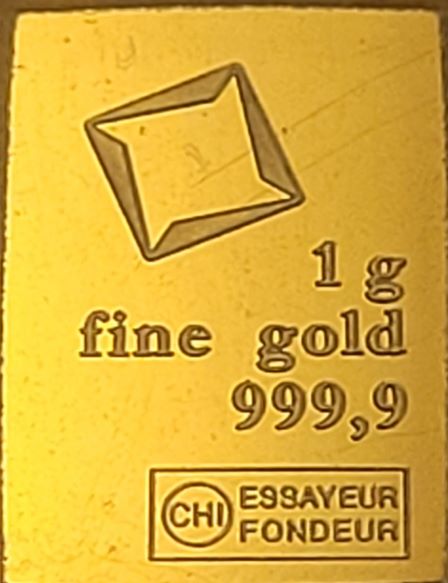 1 g
fine gold
999,9
CHI ESSAYEUR
FONDEUR